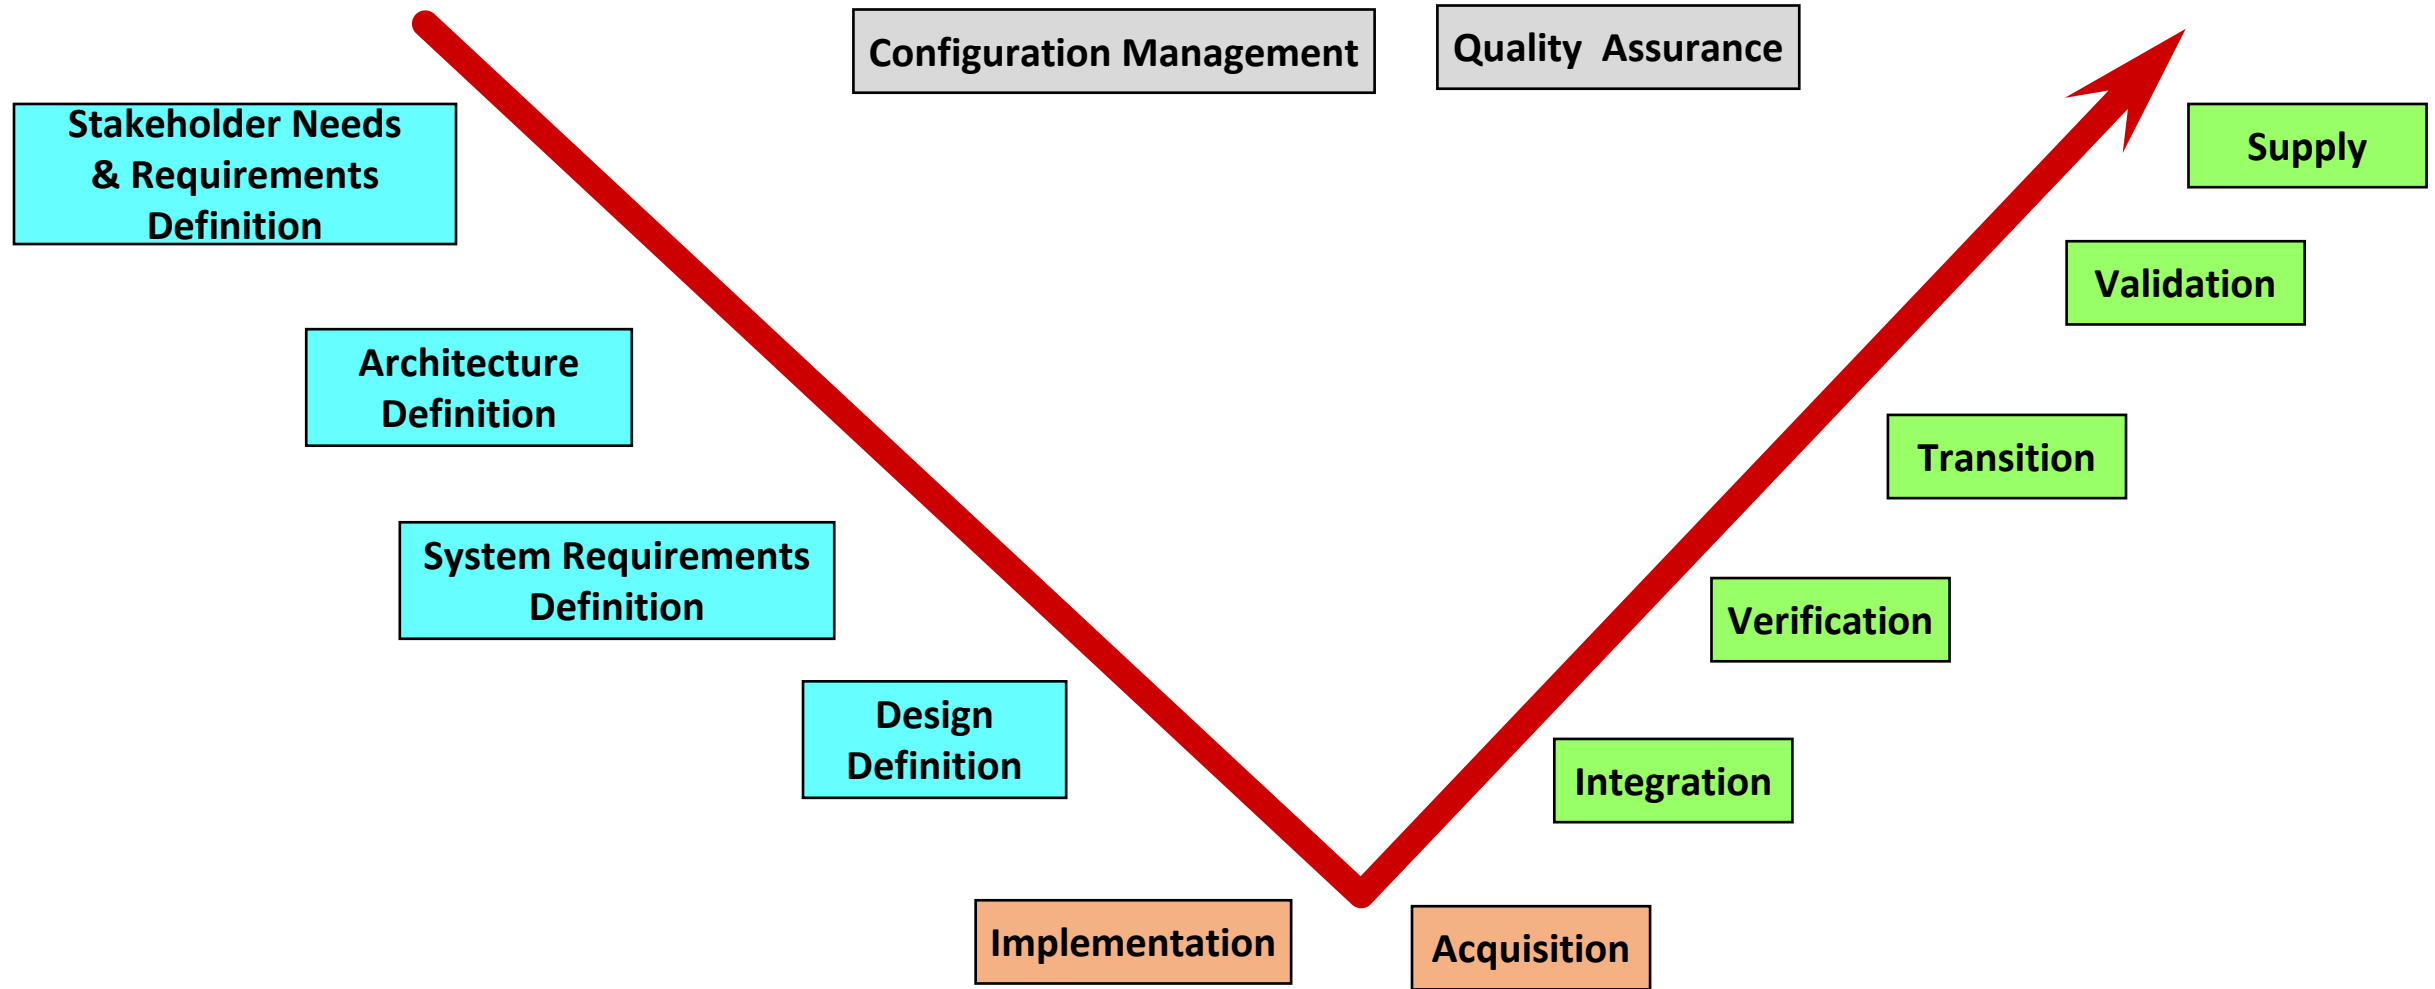 Configuration Management
Quality  Assurance
Stakeholder Needs
& Requirements
Definition
Supply
Validation
Architecture
Definition
Transition
System Requirements
Definition
Verification
Design
Definition
Integration
Implementation
Acquisition